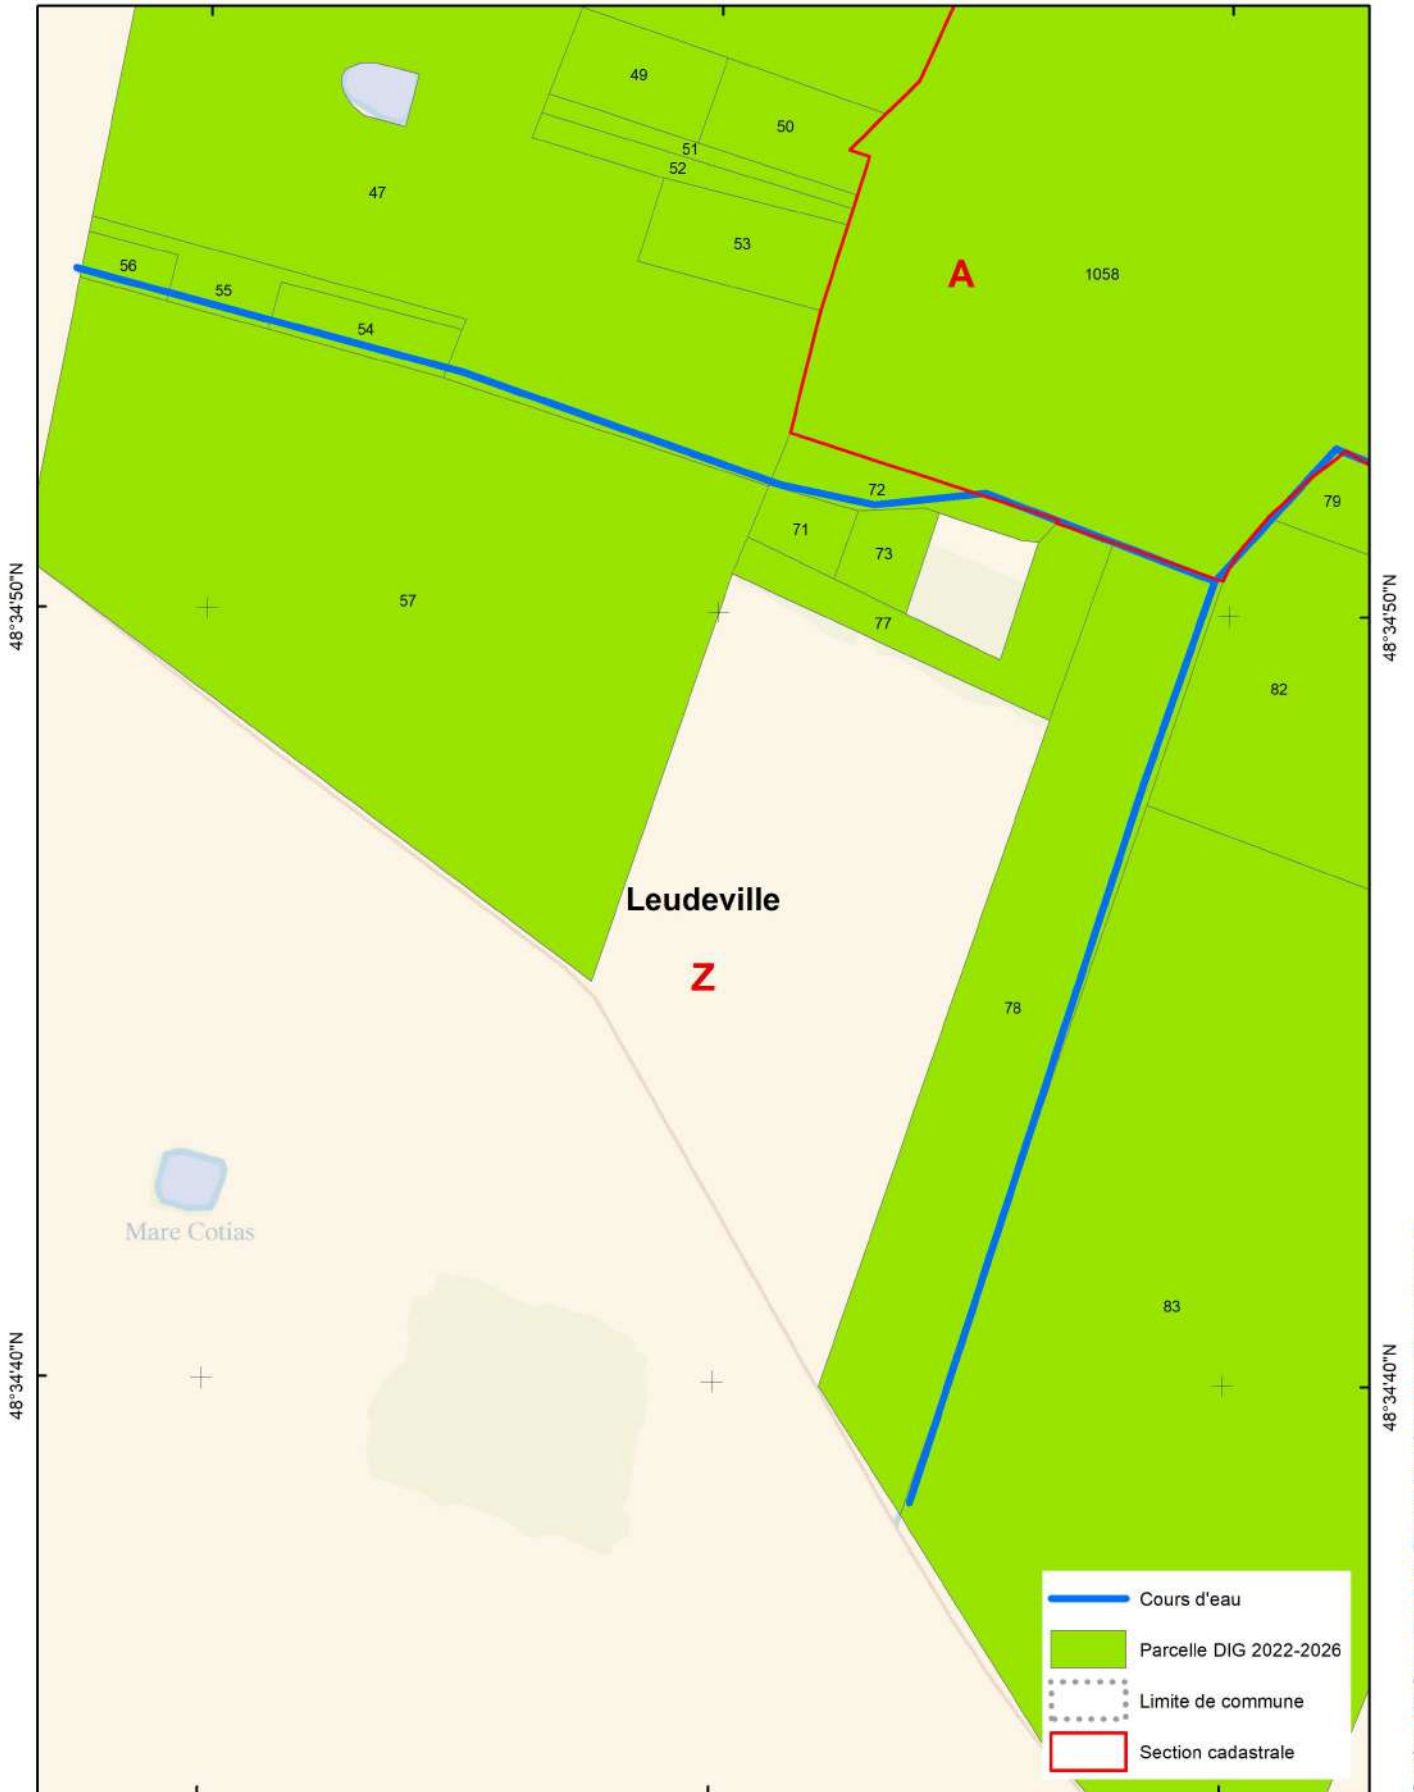 49
50
51
52
47
53
A
1058
56
55
54
72
79
71
73
48°34'50"N
57
77
48°34'50"N
82
Leudeville
Z
78
Mare Cotias
83
48°34'40"N
48°34'40"N
Cours d'eau
Parcelle DIG 2022-2026
Limite de commune
Section cadastrale